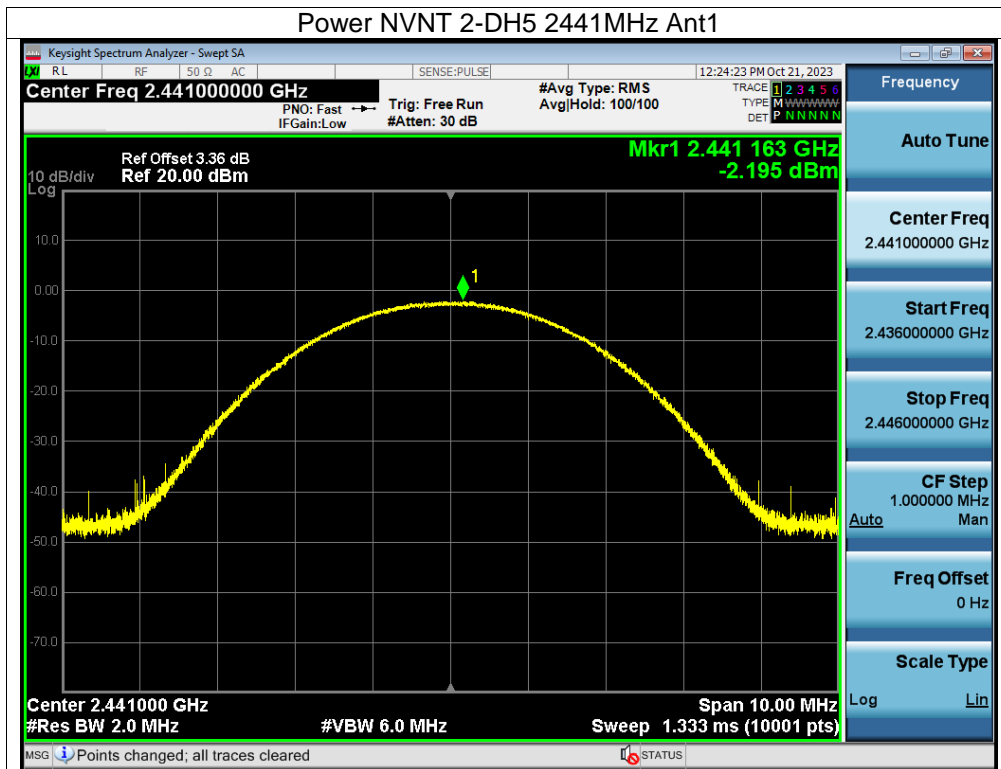 Power NVNT 2-DH5 2441MHz Ant1
Keysight Spectrum Analyzer - Swept SA
LXI RL RF 50 Ω AC SENSE:PULSE 12:24:23 PM Oct 21, 2023
Center Freq 2.441000000 GHz
PNO: Fast
IFGain:Low
Trig: Free Run
#Atten: 30 dB
#Avg Type: RMS
Avg|Hold: 100/100
TRACE 1 2 3 4 5 6
TYPE M W W W W W
DET P N N N N N
Frequency
Mkr1 2.441 163 GHz
-2.195 dBm
Ref Offset 3.36 dB
10 dB/div Ref 20.00 dBm
Log
10.0
0.00
-10.0
-20.0
-30.0
-40.0
-50.0
-60.0
-70.0
1
Center 2.441000 GHz Span 10.00 MHz
#Res BW 2.0 MHz #VBW 6.0 MHz Sweep 1.333 ms (10001 pts)
Auto Tune
Center Freq
2.441000000 GHz
Start Freq
2.436000000 GHz
Stop Freq
2.446000000 GHz
CF Step
1.000000 MHz
Auto Man
Freq Offset
0 Hz
Scale Type
Log Lin
MSG Points changed; all traces cleared STATUS